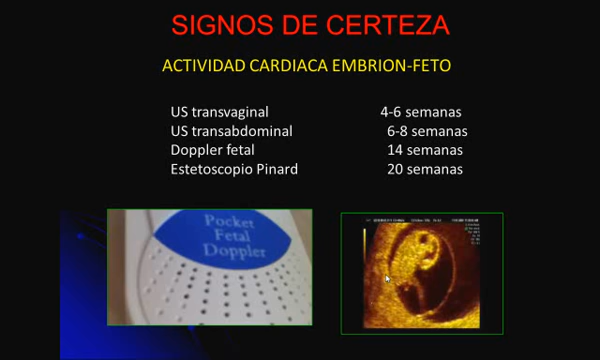 SIGNOS DE CERTEZA
ACTIVIDAD CARDIACA EMBRION-FETO
US transvaginal 4-6 semanas
US transabdominal 6-8 semanas
Doppler fetal 14 semanas
Estetoscopio Pinard 20 semanas
Pocket
Fetal
Doppler